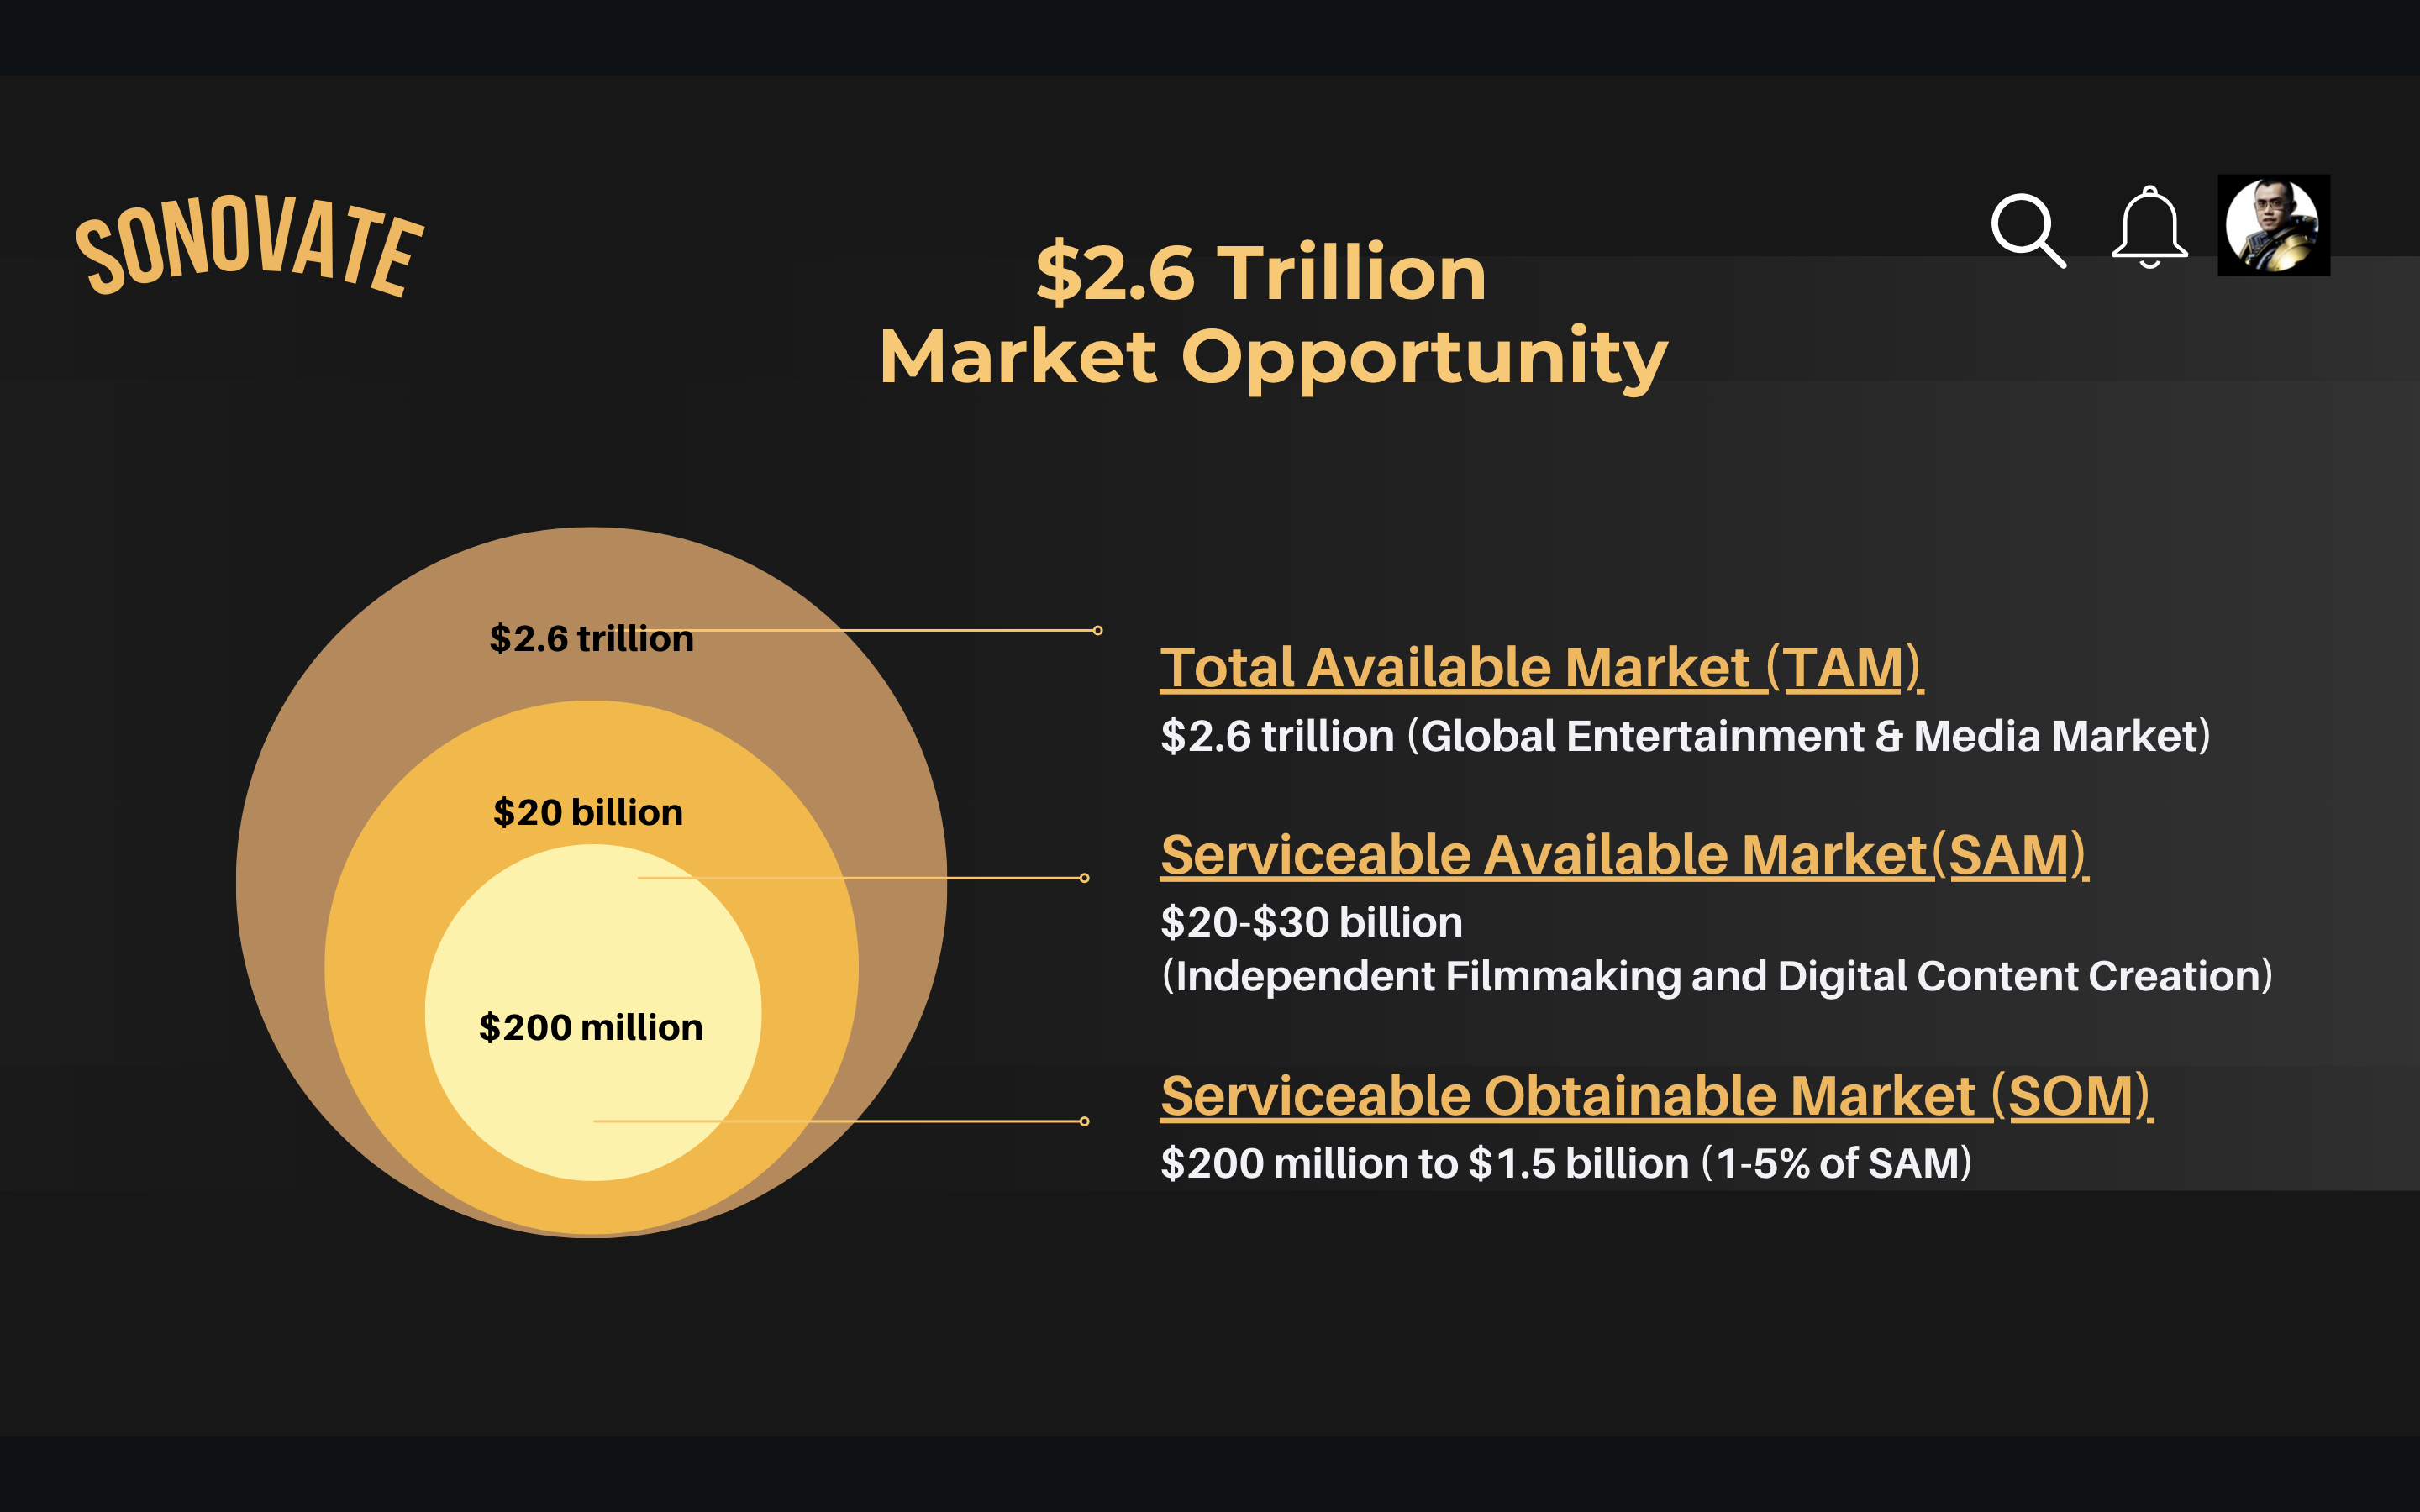 SONOVATE
$2.6 Trillion
Market Opportunity
$2.6 trillion
$20 billion
$200 million
Total Available Market (TAM)
$2.6 trillion (Global Entertainment & Media Market)
Serviceable Available Market(SAM)
$20-$30 billion
(Independent Filmmaking and Digital Content Creation)
Serviceable Obtainable Market (SOM)
$200 million to $1.5 billion (1-5% of SAM)